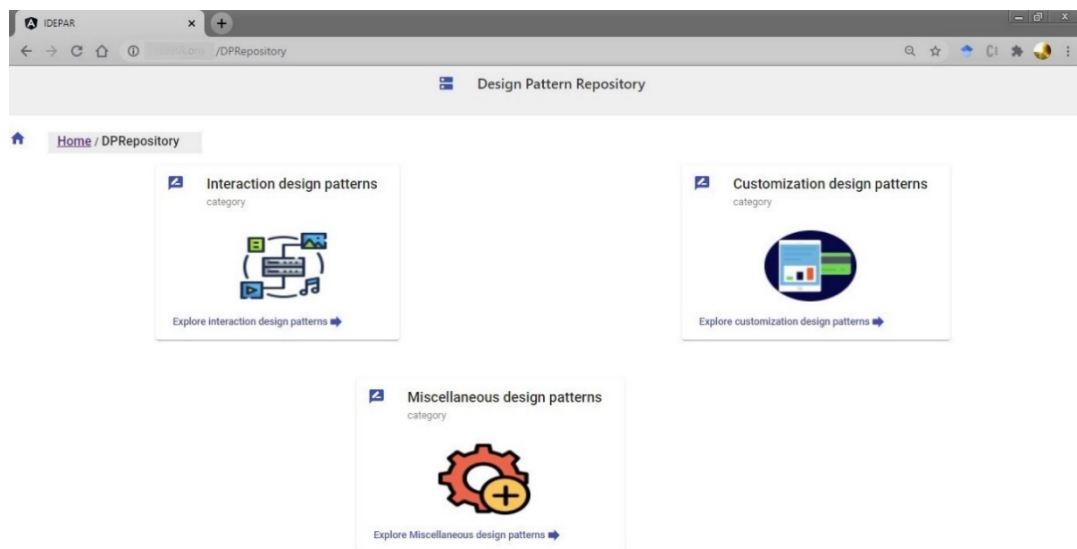 IDEPAR
/DPRepository
Design Pattern Repository
Home / DPRepository
Interaction design patterns
category
Explore interaction design patterns
Customization design patterns
category
Explore customization design patterns
Miscellaneous design patterns
category
Explore Miscellaneous design patterns